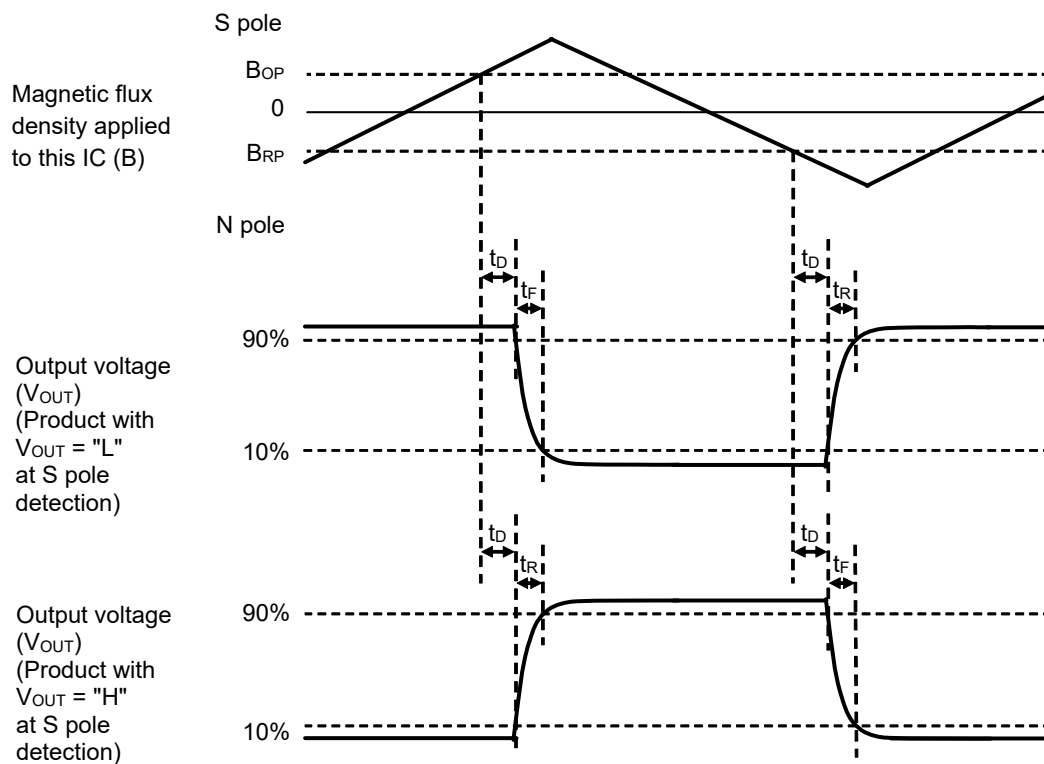 S pole
BOP
Magnetic flux
density applied
to this IC (B)
0
BRP
N pole
tD
tF
tD
tR
90%
Output voltage
(VOUT)
(Product with
VOUT = "L"
at S pole
detection)
10%
tD
tR
tD
tF
90%
Output voltage
(VOUT)
(Product with
VOUT = "H"
at S pole
detection)
10%